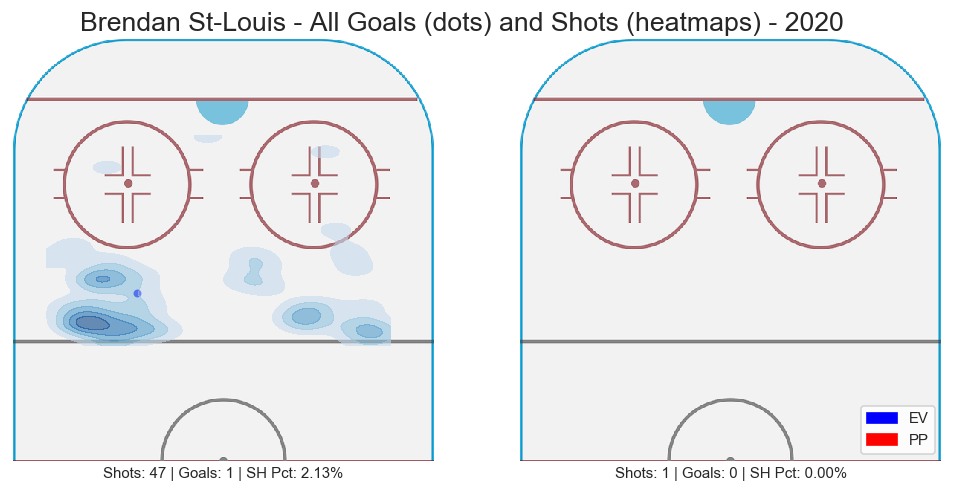 Brendan St-Louis - All Goals (dots) and Shots (heatmaps) - 2020
EV
PP
Shots: 47 | Goals: 1 | SH Pct: 2.13%
Shots: 1 | Goals: 0 | SH Pct: 0.00%